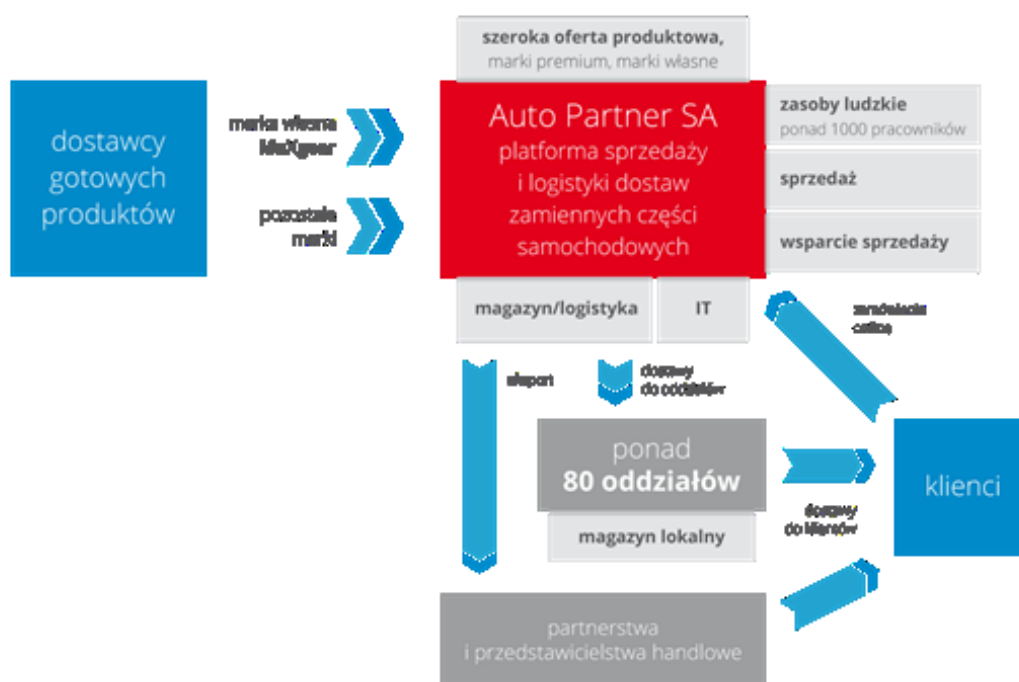 szeroka oferta produktowa,
marki premium, marki własne
dostawcy
gotowych
produktów
marka własna
MaXgear
pozostałe
marki
Auto Partner SA
platforma sprzedaży
i logistyki dostaw
zamiennych części
samochodowych
zasoby ludzkie
ponad 1000 pracowników
sprzedaż
wsparcie sprzedaży
magazyn/logistyka
IT
zamówienia
eksport
dostawy
do oddziałów
ponad
80 oddziałów
magazyn lokalny
dostawy
do klientów
klienci
partnerstwa
i przedstawicielstwa handlowe